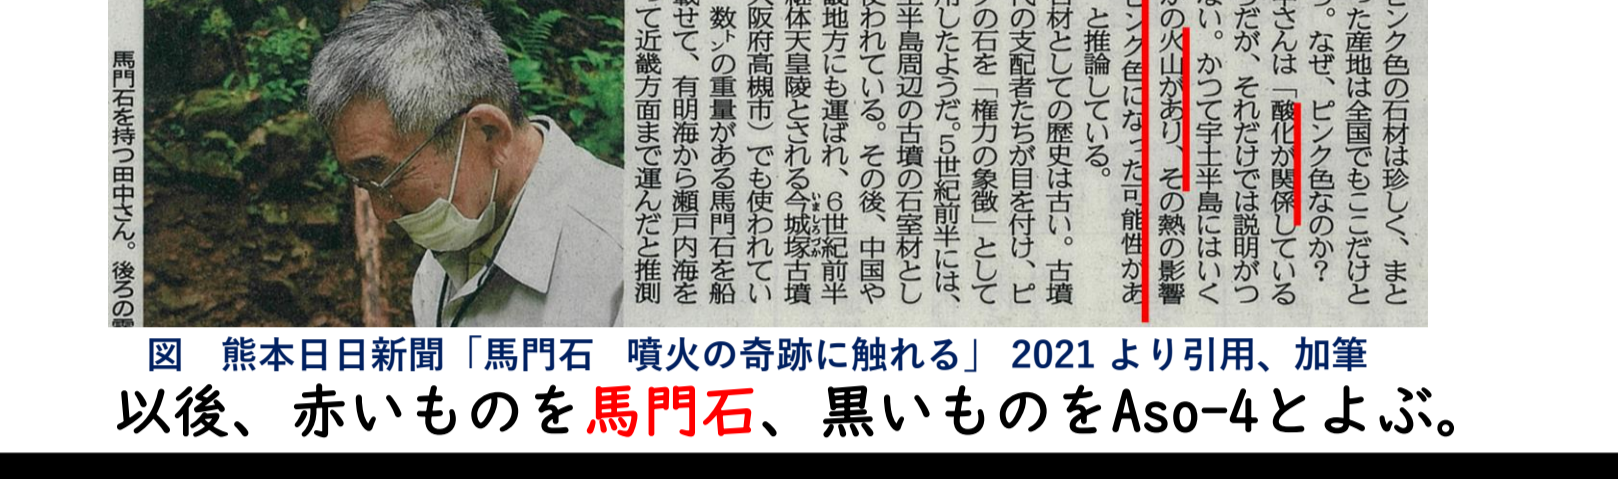 ンク色の石材は珍しく、まと
った産地は全国でもここだけと
う。なぜ、ピンク色なのか?
さんは「酸化が関係している
うだが、それだけでは説明がつ
ない。かつて宇土半島にはいく
かの火山があり、その熱の影響
ンク色になった可能性があ
と推論している。
材としての歴史は古い。古墳
代の支配者たちが目を付け、ピ
クの石を「権力の象徴」として
用したようだ。5世紀前半には、
半島周辺の古墳の石室材とし
使われている。その後、中国や
畿地方にも運ばれ、6世紀前半
継体天皇陵とされる今城塚古墳
いましろづか
大阪府高槻市)でも使われてい
数トンの重量がある馬門石を船
載せて、有明海から瀬戸内海を
って近畿方面まで運んだと推測
馬門石を持つ田中さん。後ろの
図 熊本日日新聞「馬門石 噴火の奇跡に触れる」 2021 より引用、加筆
以後、赤いものを馬門石、黒いものをAso-4とよぶ。